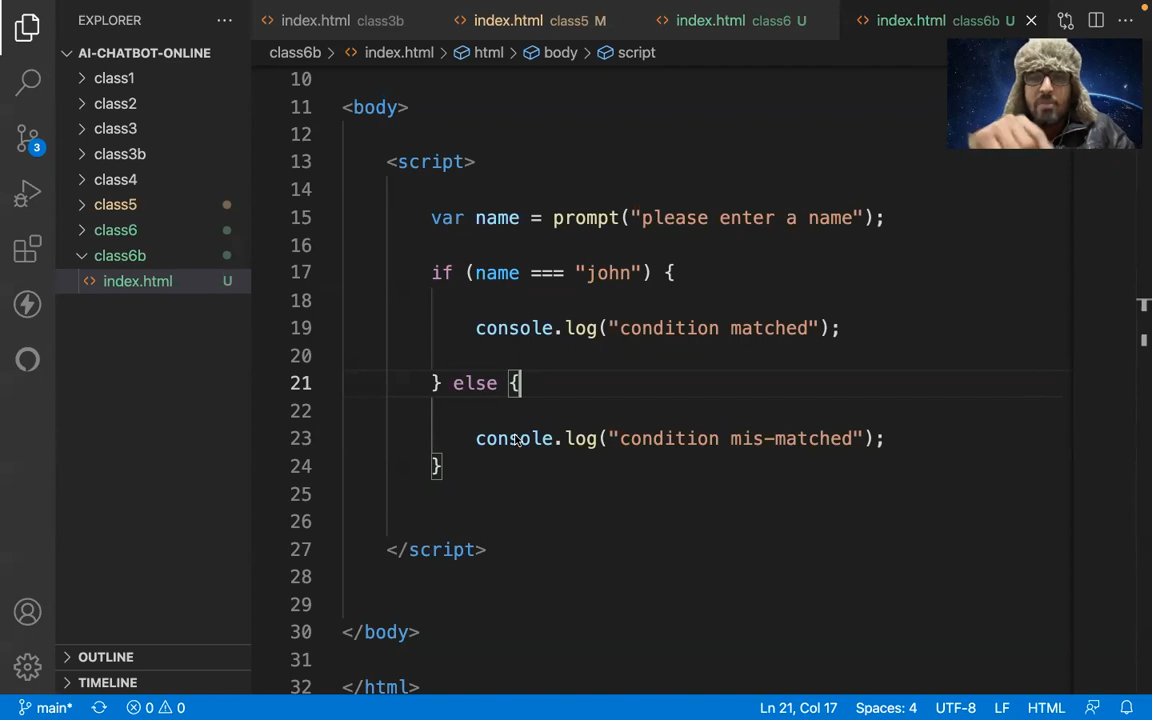 EXPLORER
index.html class3b
index.html class5 M
index.html class6 U
index.html class6b U
AI-CHATBOT-ONLINE
class6b > index.html > html > body > script
class1
class2
class3
class3b
class4
class5
class6
class6b
index.html U
10
11 <body>
12
13 <script>
14
15 var name = prompt("please enter a name");
16
17 if (name === "john") {
18
19 console.log("condition matched");
20
21 } else {
22
23 console.log("condition mis-matched");
24 }
25
26
27 </script>
28
29
30 </body>
31
32 </html>
3
OUTLINE
TIMELINE
main* 0 0 Ln 21, Col 17 Spaces: 4 UTF-8 LF HTML